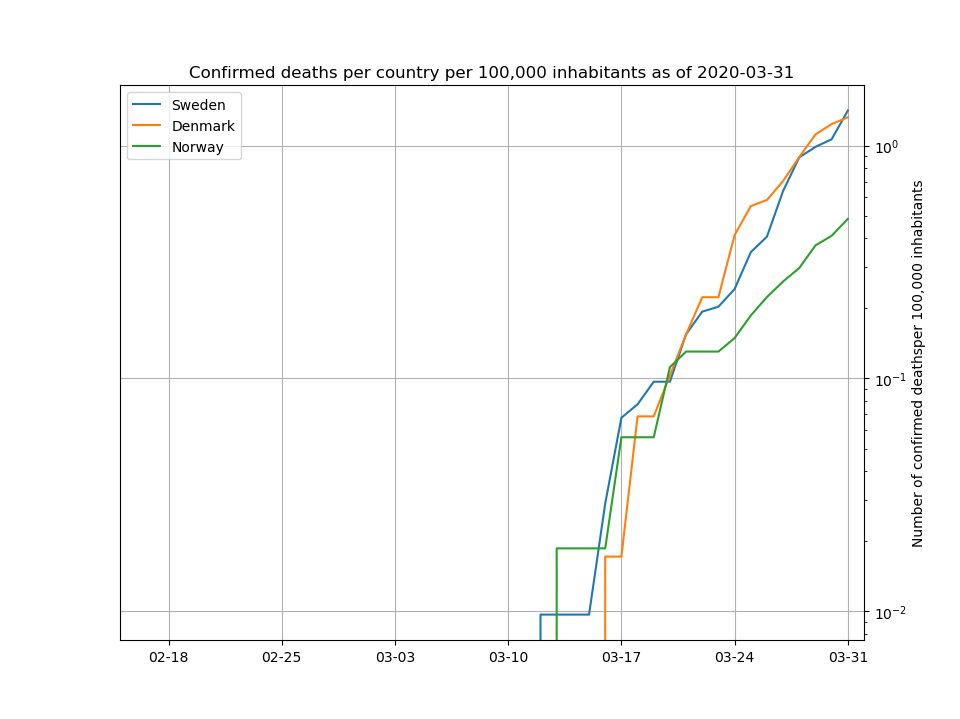 Confirmed deaths per country per 100,000 inhabitants as of 2020-03-31
Sweden
Denmark
Norway
10⁰
10⁻¹
10⁻²
Number of confirmed deathsper 100,000 inhabitants
02-18 02-25 03-03 03-10 03-17 03-24 03-31